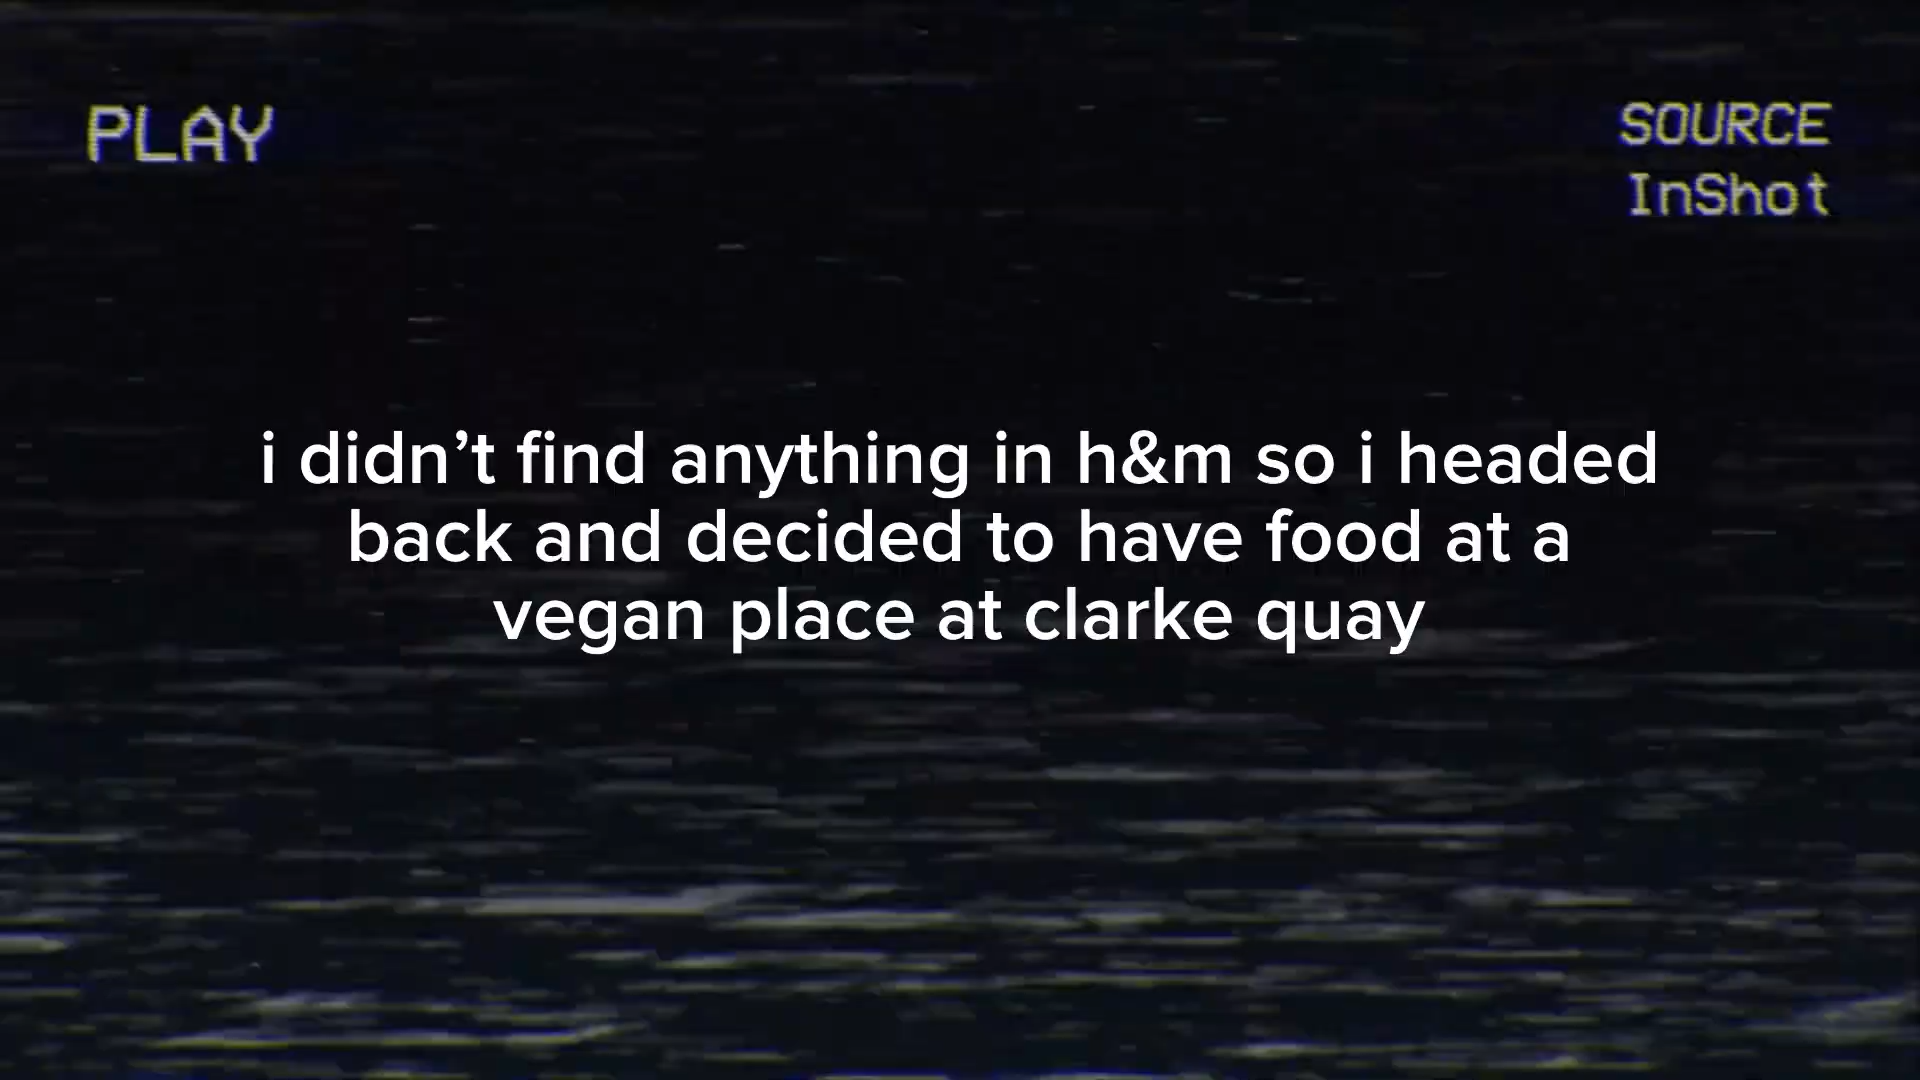 PLAY
SOURCE
InShot
i didn’t find anything in h&m so i headed
back and decided to have food at a
vegan place at clarke quay